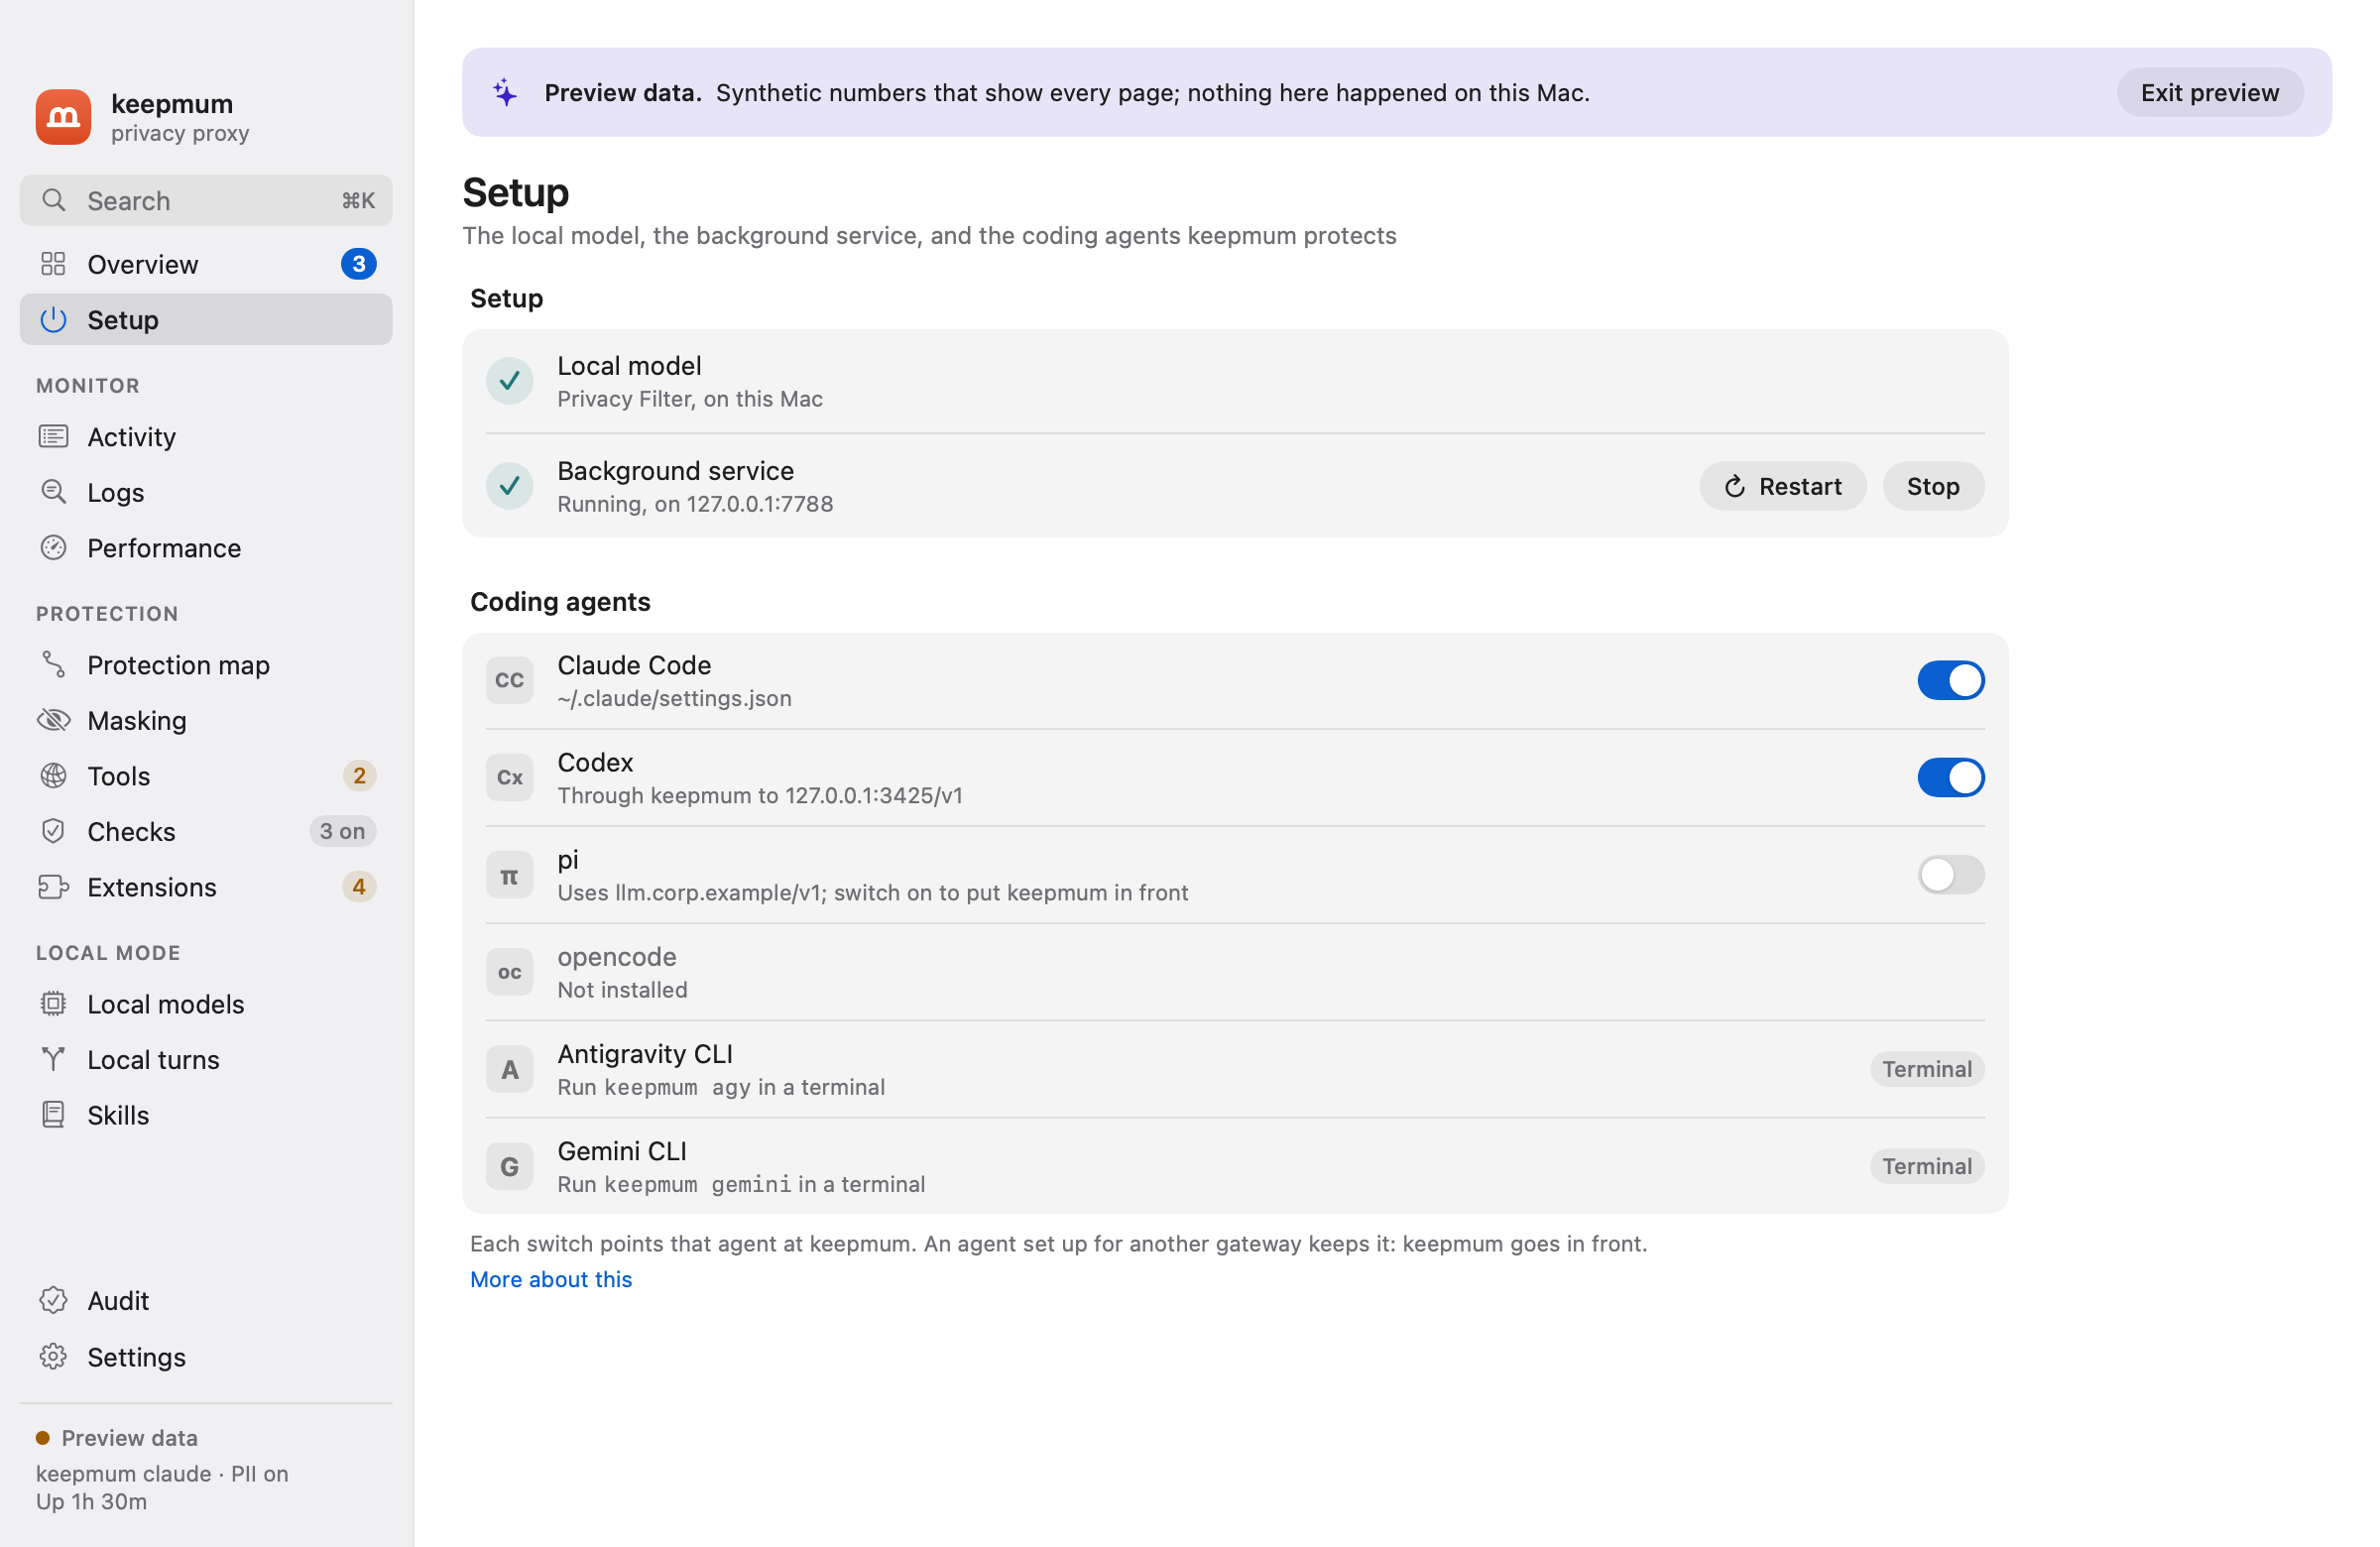 keepmum
privacy proxy
Search ⌘K
Overview 3
Setup
MONITOR
Activity
Logs
Performance
PROTECTION
Protection map
Masking
Tools 2
Checks 3 on
Extensions 4
LOCAL MODE
Local models
Local turns
Skills
Audit
Settings
Preview data
keepmum claude · PII on
Up 1h 30m
Preview data. Synthetic numbers that show every page; nothing here happened on this Mac. Exit preview
Setup
The local model, the background service, and the coding agents keepmum protects
Setup
Local model
Privacy Filter, on this Mac
Background service
Running, on 127.0.0.1:7788
Restart Stop
Coding agents
CC Claude Code
~/.claude/settings.json
Cx Codex
Through keepmum to 127.0.0.1:3425/v1
π pi
Uses llm.corp.example/v1; switch on to put keepmum in front
oc opencode
Not installed
A Antigravity CLI
Run keepmum agy in a terminal
Terminal
G Gemini CLI
Run keepmum gemini in a terminal
Terminal
Each switch points that agent at keepmum. An agent set up for another gateway keeps it: keepmum goes in front.
More about this